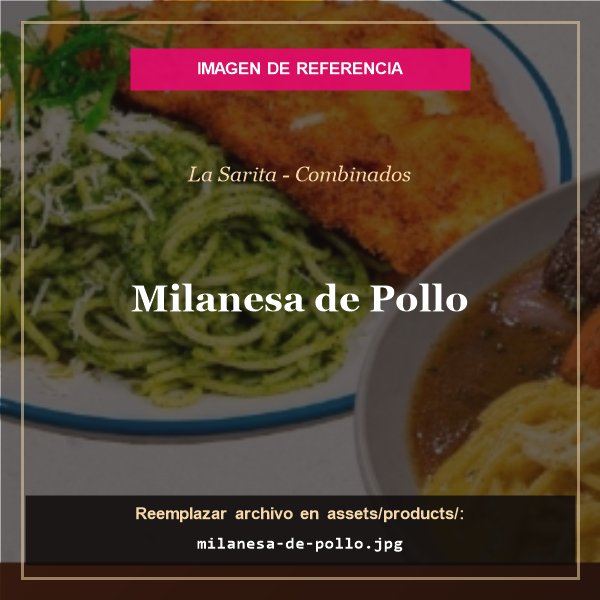 IMAGEN DE REFERENCIA
La Sarita - Combinados
Milanesa de Pollo
Reemplazar archivo en assets/products/:
milanesa-de-pollo.jpg